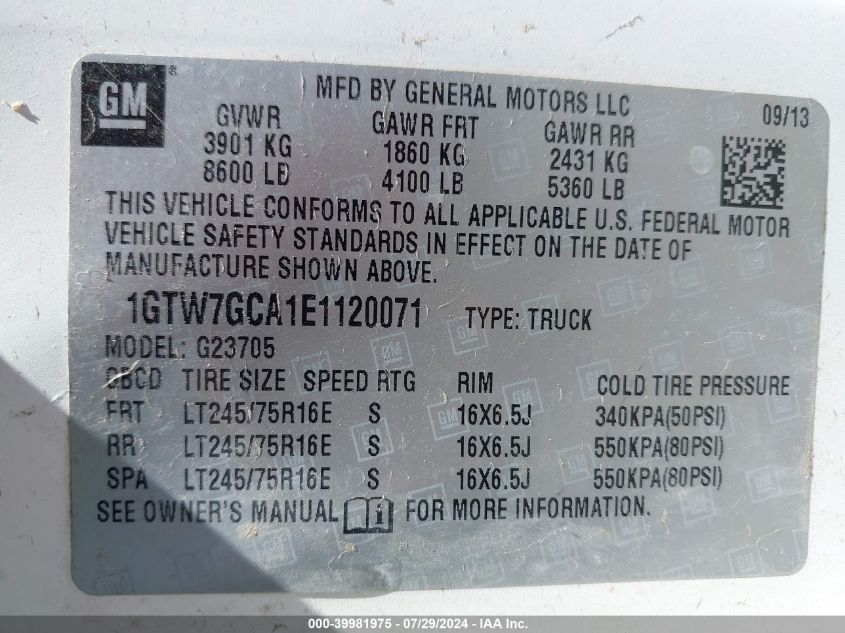 GM ®
MFD BY GENERAL MOTORS LLC
09/13
GVWR GAWR FRT GAWR RR
3901 KG 1860 KG 2431 KG
8600 LB 4100 LB 5360 LB
THIS VEHICLE CONFORMS TO ALL APPLICABLE U.S. FEDERAL MOTOR
VEHICLE SAFETY STANDARDS IN EFFECT ON THE DATE OF
MANUFACTURE SHOWN ABOVE.
1GTW7GCA1E1120071 TYPE: TRUCK
MODEL: G23705
GBCD TIRE SIZE SPEED RTG RIM COLD TIRE PRESSURE
FRT LT245/75R16E S 16X6.5J 340KPA(50PSI)
RR LT245/75R16E S 16X6.5J 550KPA(80PSI)
SPA LT245/75R16E S 16X6.5J 550KPA(80PSI)
SEE OWNER'S MANUAL i FOR MORE INFORMATION.
000-39981975 - 07/29/2024 - IAA Inc.